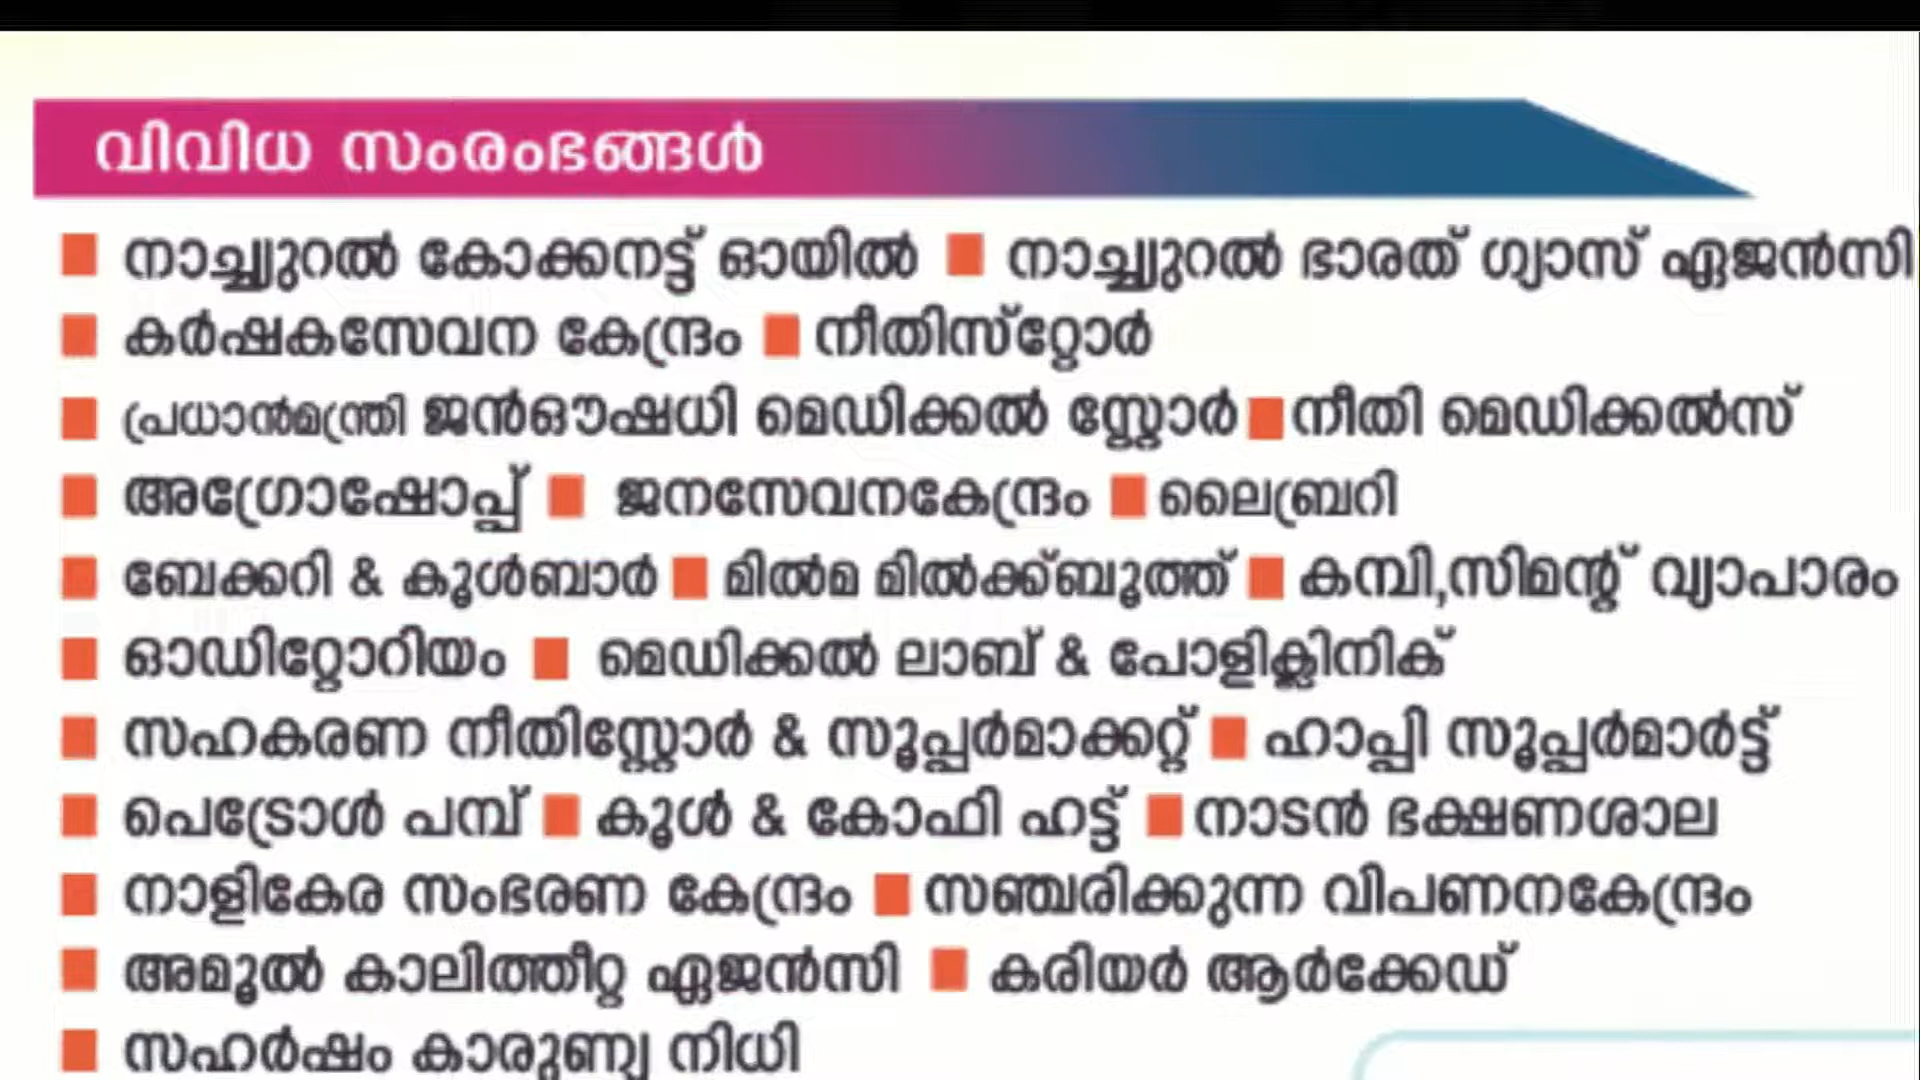 വിവിധ സംരംഭങ്ങൾ
■ നാച്ച്യുറൽ കോക്കനട്ട് ഓയിൽ ■ നാച്ച്യുറൽ ഭാരത് ഗ്യാസ് ഏജൻസി
■ കർഷകസേവന കേന്ദ്രം ■ നീതിസ്റ്റോർ
■ പ്രധാൻമന്ത്രി ജൻഔഷധി മെഡിക്കൽ സ്റ്റോർ ■ നീതി മെഡിക്കൽസ്
■ അഗ്രോഷോപ്പ് ■ ജനസേവനകേന്ദ്രം ■ ലൈബ്രറി
■ ബേക്കറി & കൂൾബാർ ■ മിൽമ മിൽക്ക്ബൂത്ത് ■ കമ്പി,സിമന്റ് വ്യാപാരം
■ ഓഡിറ്റോറിയം ■ മെഡിക്കൽ ലാബ് & പോളിക്ലിനിക്
■ സഹകരണ നീതിസ്റ്റോർ & സൂപ്പർമാക്കറ്റ് ■ ഹാപ്പി സൂപ്പർമാർട്ട്
■ പെട്രോൾ പമ്പ് ■ കൂൾ & കോഫി ഹട്ട് ■ നാടൻ ഭക്ഷണശാല
■ നാളികേര സംഭരണ കേന്ദ്രം ■ സഞ്ചരിക്കുന്ന വിപണനകേന്ദ്രം
■ അമൂൽ കാലിത്തീറ്റ ഏജൻസി ■ കരിയർ ആർക്കേഡ്
■ സഹർഷം കാരുണ്യ നിധി